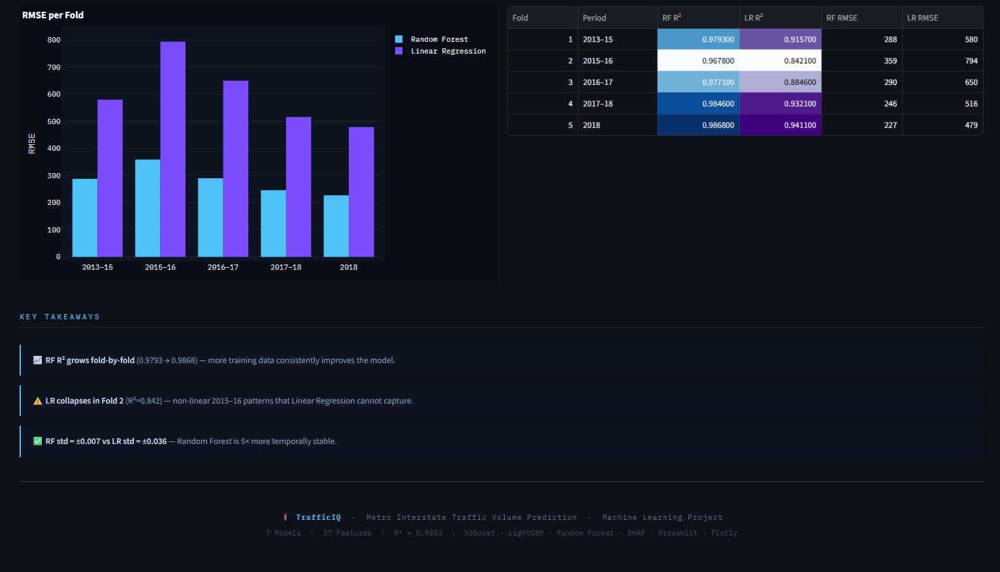 RMSE per Fold
Random Forest
Linear Regression
RMSE
800
700
600
500
400
300
200
100
0
2013–15 2015–16 2016–17 2017–18 2018
Fold Period RF R² LR R² RF RMSE LR RMSE
1 2013–15 0.979300 0.915700 288 580
2 2015–16 0.967800 0.842100 359 794
3 2016–17 0.977100 0.884600 290 650
4 2017–18 0.984600 0.932100 246 516
5 2018 0.986800 0.941100 227 479
KEY TAKEAWAYS
📈 RF R² grows fold-by-fold (0.9793 → 0.9868) — more training data consistently improves the model.
⚠️ LR collapses in Fold 2 (R²=0.842) — non-linear 2015–16 patterns that Linear Regression cannot capture.
✅ RF std = ±0.007 vs LR std = ±0.036 — Random Forest is 5× more temporally stable.
🚦 TrafficIQ · Metro Interstate Traffic Volume Prediction · Machine Learning Project
7 Models | 27 Features | R² = 0.9853 | XGBoost · LightGBM · Random Forest · SHAP · Streamlit · Plotly